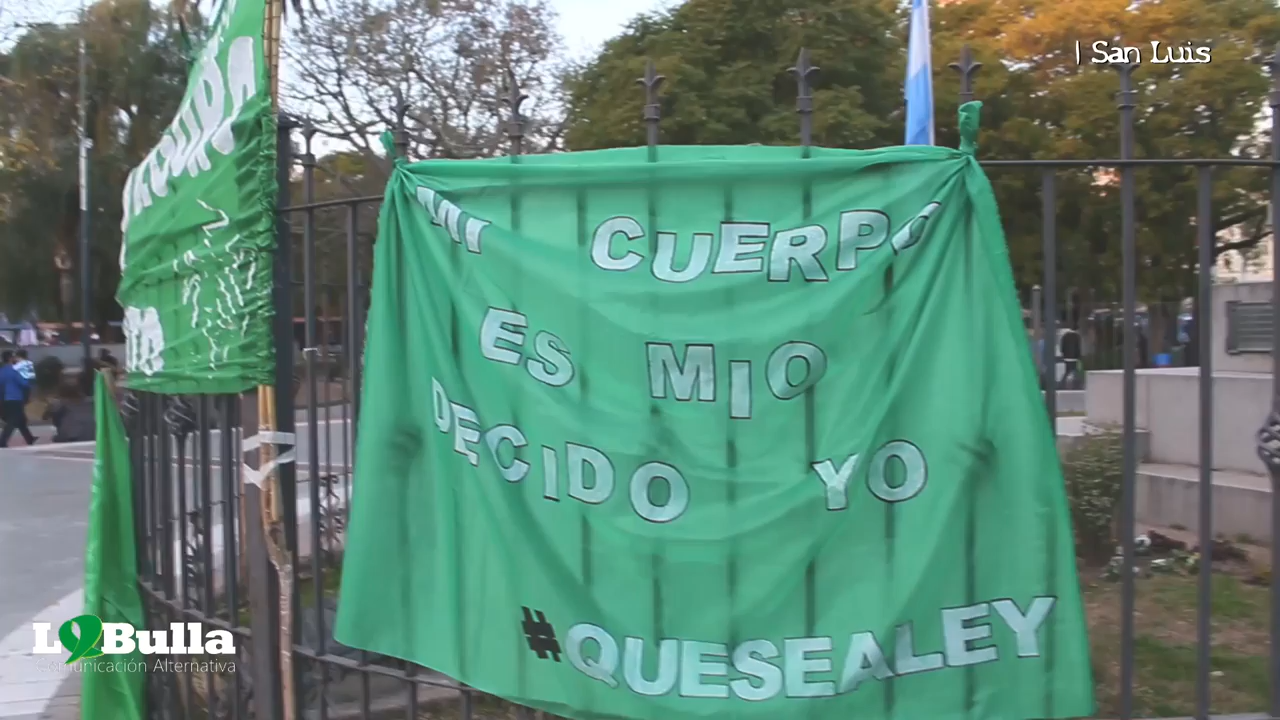 | San Luis
MI CUERPO
ES MIO
DECIDO YO
#QUESEALEY
LaBulla
Comunicación Alternativa